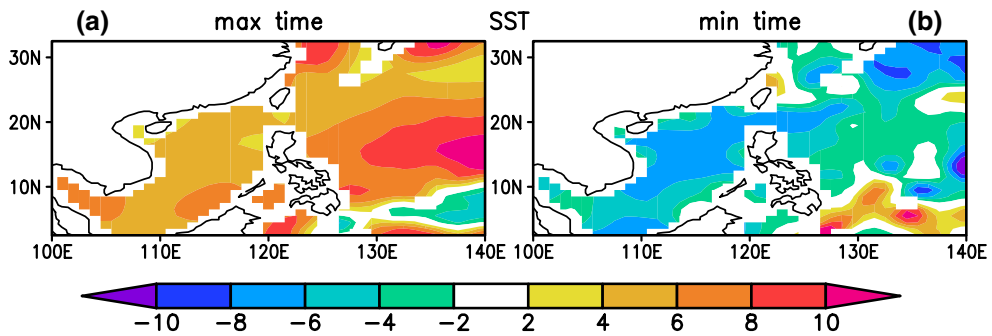 (a) max time SST min time (b)
30N 30N
20N 20N
10N 10N
100E 110E 120E 130E 140E 100E 110E 120E 130E 140E
−10 −8 −6 −4 −2 2 4 6 8 10